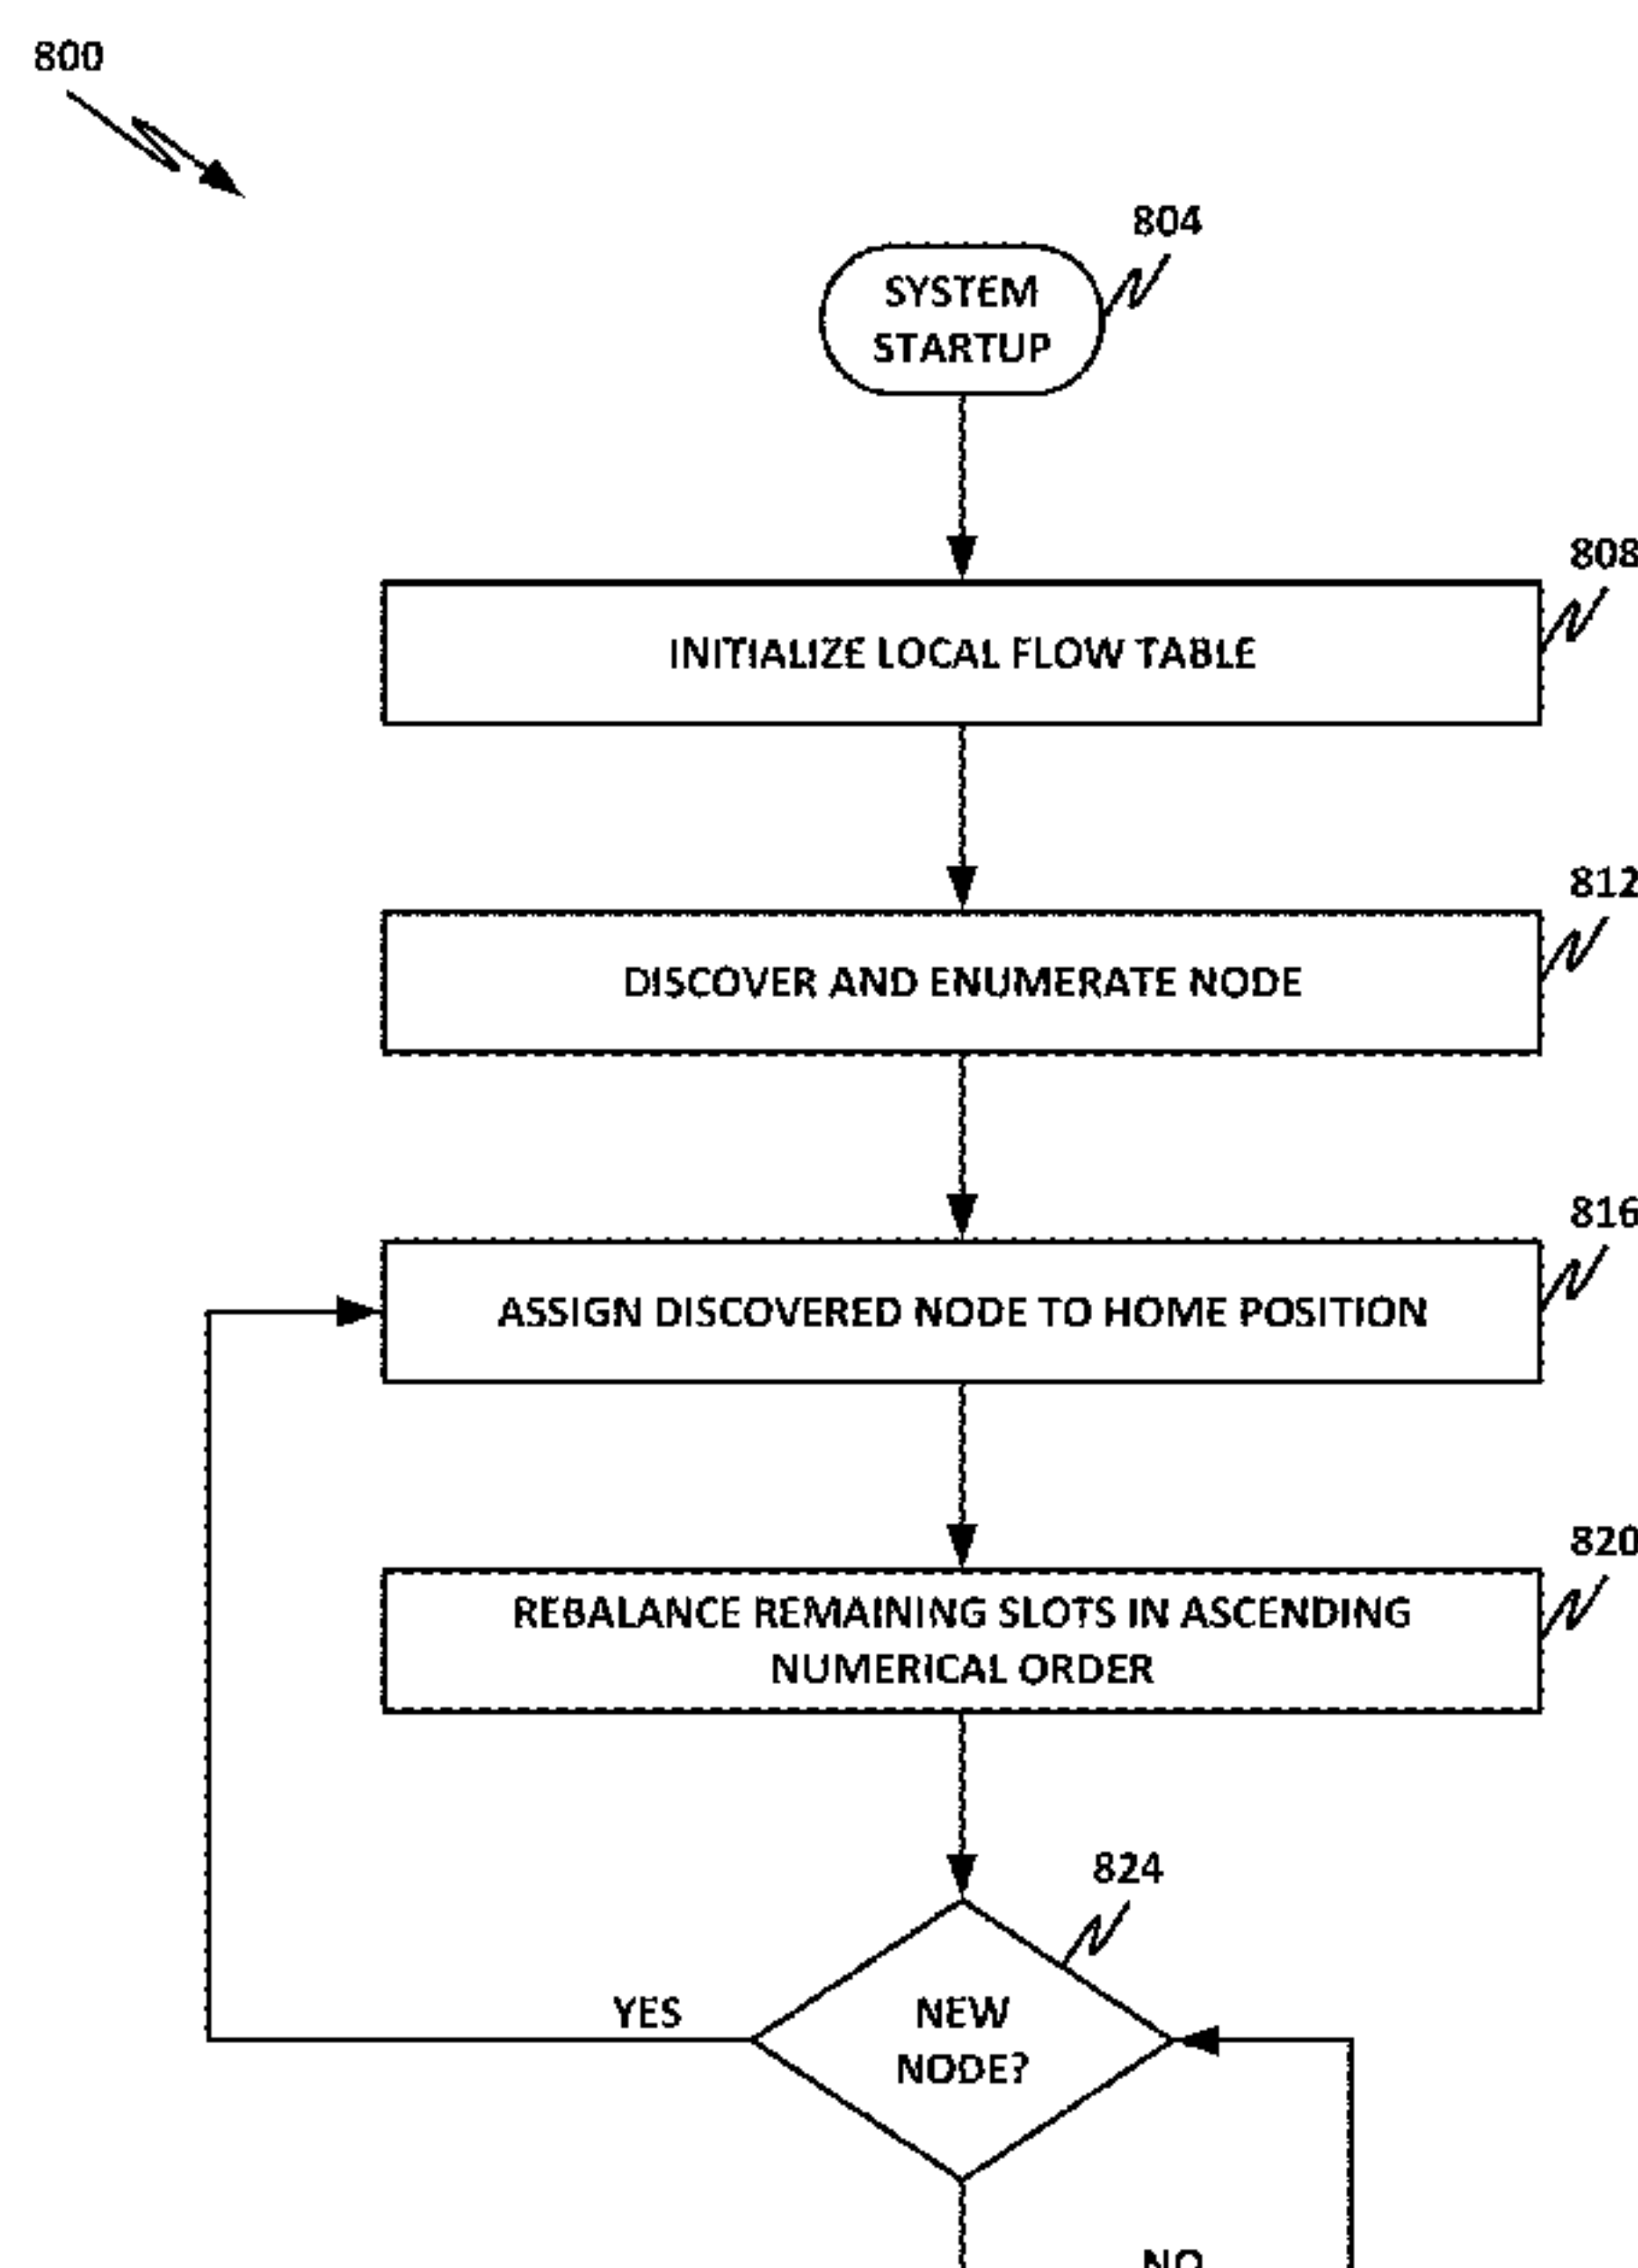 800
804
SYSTEM
STARTUP
808
INITIALIZE LOCAL FLOW TABLE
812
DISCOVER AND ENUMERATE NODE
816
ASSIGN DISCOVERED NODE TO HOME POSITION
820
REBALANCE REMAINING SLOTS IN ASCENDING
NUMERICAL ORDER
824
YES
NEW
NODE?
NO